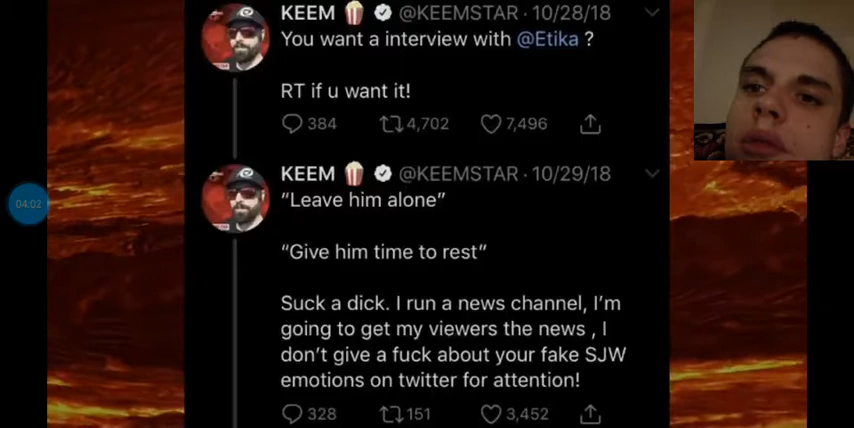 KEEM 🍿 @KEEMSTAR · 10/28/18
You want a interview with @Etika ?
RT if u want it!
384 4,702 7,496
KEEM 🍿 @KEEMSTAR · 10/29/18
“Leave him alone”
“Give him time to rest”
Suck a dick. I run a news channel, I’m
going to get my viewers the news , I
don’t give a fuck about your fake SJW
emotions on twitter for attention!
328 151 3,452
04:02